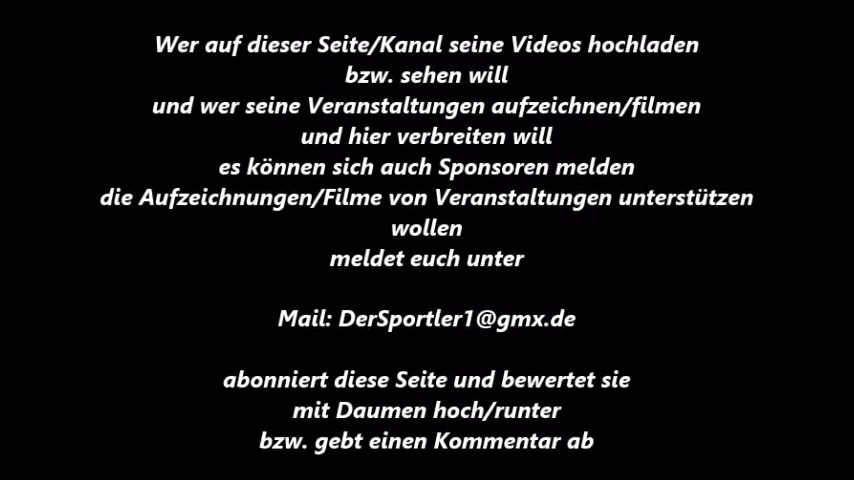 Wer auf dieser Seite/Kanal seine Videos hochladen
bzw. sehen will
und wer seine Veranstaltungen aufzeichnen/filmen
und hier verbreiten will
es können sich auch Sponsoren melden
die Aufzeichnungen/Filme von Veranstaltungen unterstützen
wollen
meldet euch unter
Mail: DerSportler1@gmx.de
abonniert diese Seite und bewertet sie
mit Daumen hoch/runter
bzw. gebt einen Kommentar ab